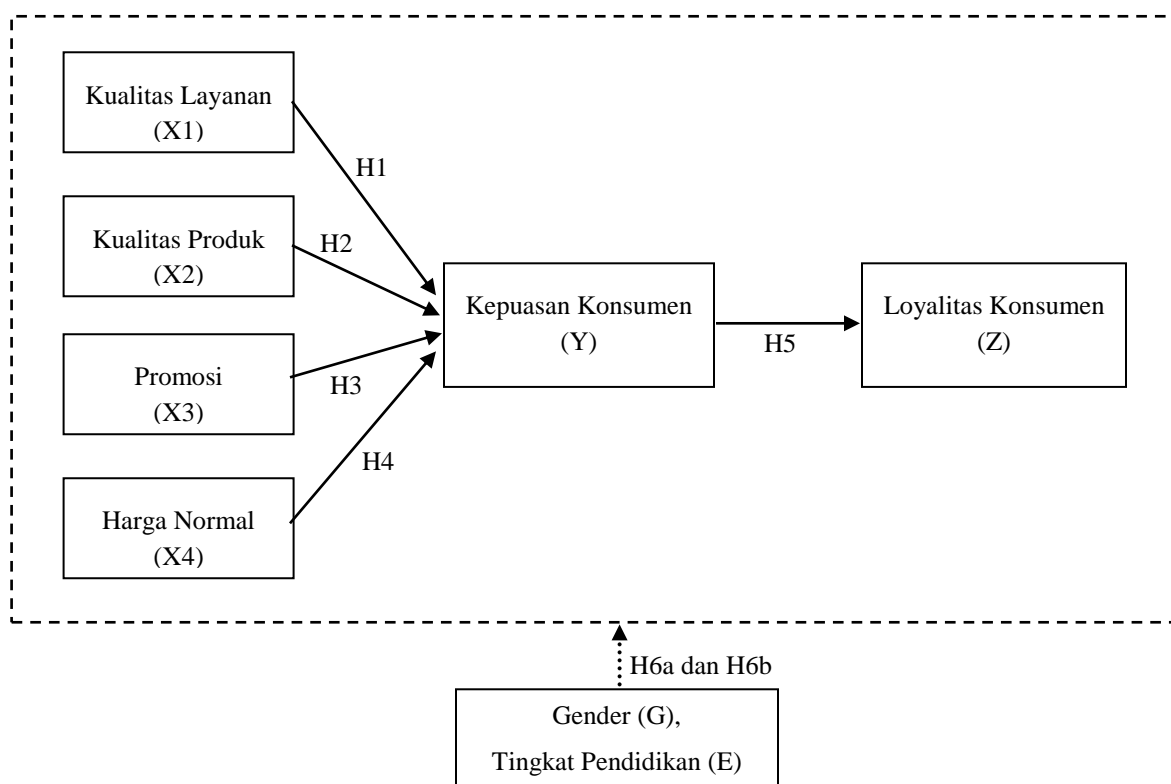 Kualitas Layanan
(X1)
H1
Kualitas Produk
(X2)
H2
Kepuasan Konsumen
(Y)
H5
Loyalitas Konsumen
(Z)
Promosi
(X3)
H3
H4
Harga Normal
(X4)
H6a dan H6b
Gender (G),
Tingkat Pendidikan (E)